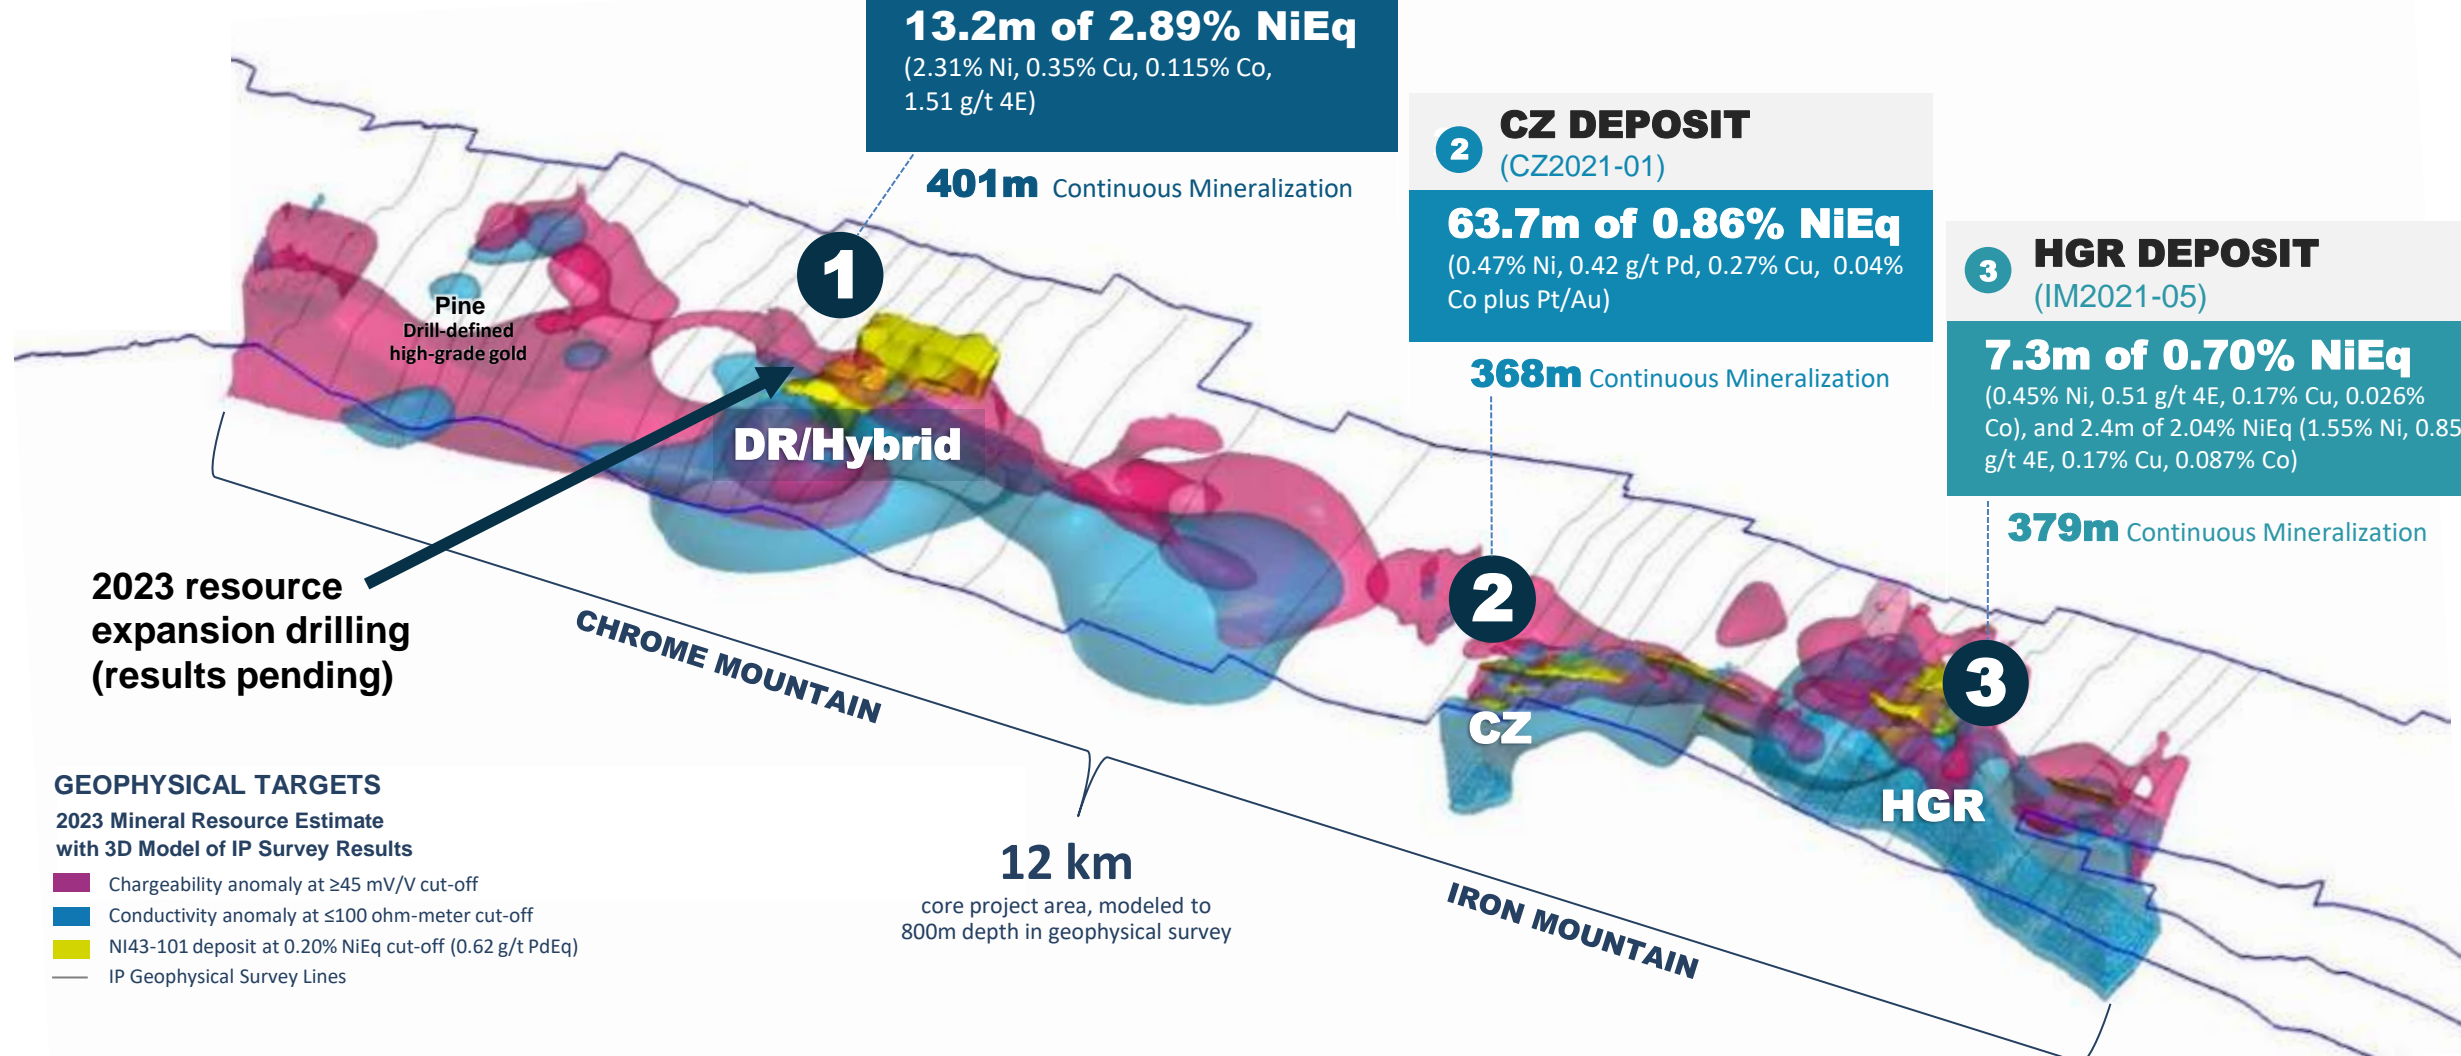 13.2m of 2.89% NiEq
(2.31% Ni, 0.35% Cu, 0.115% Co,
1.51 g/t 4E)
401m Continuous Mineralization
2
CZ DEPOSIT
(CZ2021-01)
63.7m of 0.86% NiEq
(0.47% Ni, 0.42 g/t Pd, 0.27% Cu, 0.04%
Co plus Pt/Au)
368m Continuous Mineralization
3
HGR DEPOSIT
(IM2021-05)
7.3m of 0.70% NiEq
(0.45% Ni, 0.51 g/t 4E, 0.17% Cu, 0.026%
Co), and 2.4m of 2.04% NiEq (1.55% Ni, 0.85
g/t 4E, 0.17% Cu, 0.087% Co)
379m Continuous Mineralization
1
Pine
Drill-defined
high-grade gold
DR/Hybrid
2
3
CZ
HGR
2023 resource
expansion drilling
(results pending)
CHROME MOUNTAIN
IRON MOUNTAIN
12 km
core project area, modeled to
800m depth in geophysical survey
GEOPHYSICAL TARGETS
2023 Mineral Resource Estimate
with 3D Model of IP Survey Results
Chargeability anomaly at ≥45 mV/V cut-off
Conductivity anomaly at ≤100 ohm-meter cut-off
NI43-101 deposit at 0.20% NiEq cut-off (0.62 g/t PdEq)
IP Geophysical Survey Lines